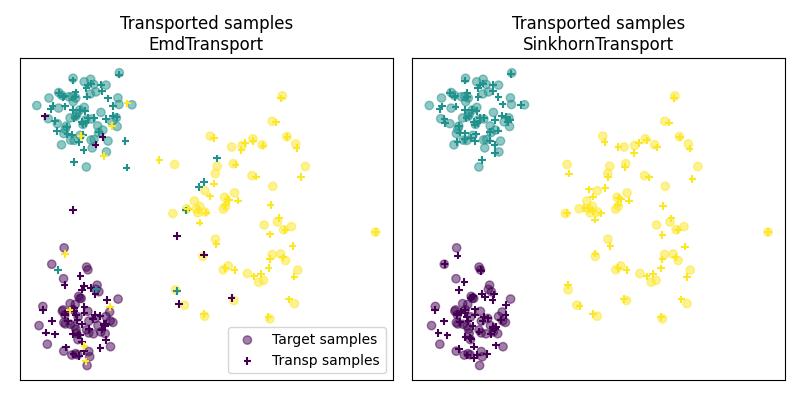 Transported samples
EmdTransport
Transported samples
SinkhornTransport
Target samples
Transp samples